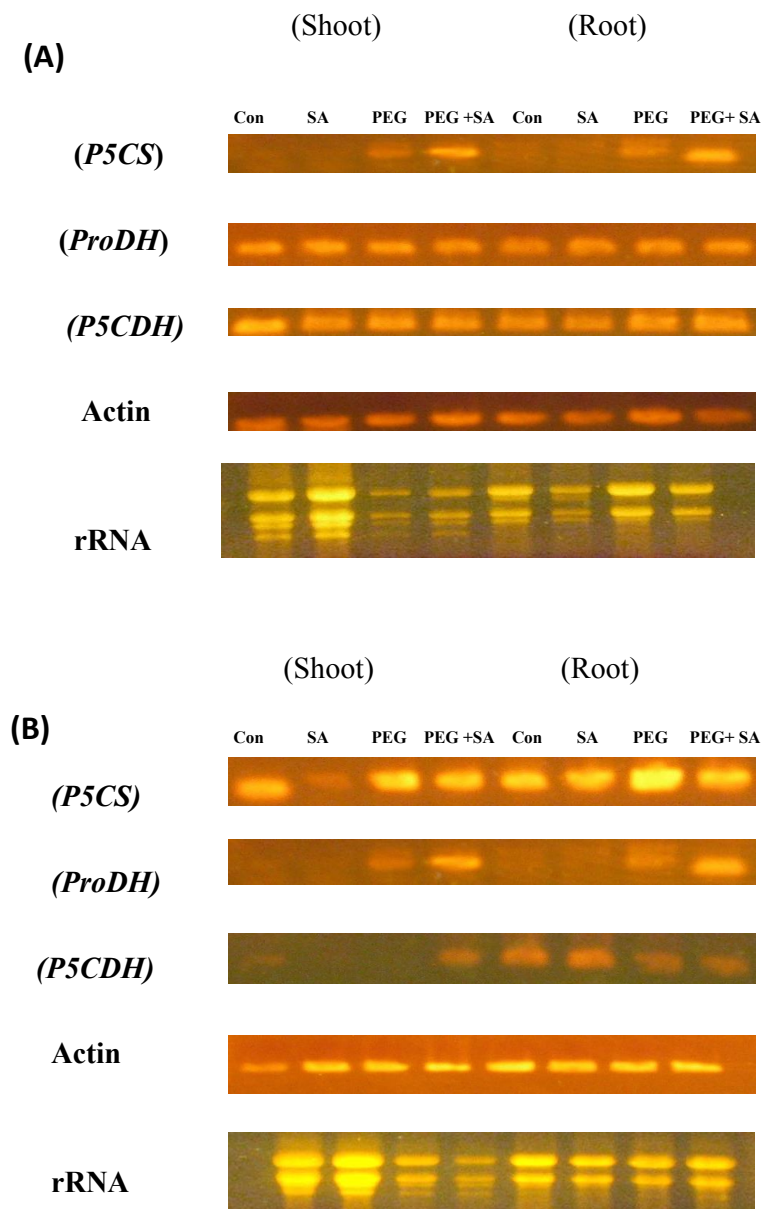 (Shoot) (Root)
(A)
Con SA PEG PEG +SA Con SA PEG PEG+ SA
(P5CS)
(ProDH)
(P5CDH)
Actin
rRNA
(Shoot) (Root)
(B)
Con SA PEG PEG +SA Con SA PEG PEG+ SA
(P5CS)
(ProDH)
(P5CDH)
Actin
rRNA